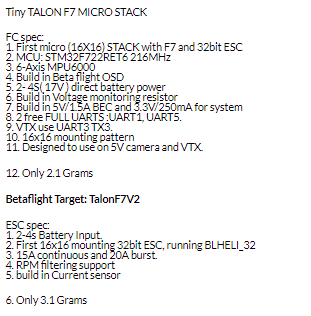 Tiny TALON F7 MICRO STACK
FC spec:
1. First micro (16X16) STACK with F7 and 32bit ESC
2. MCU: STM32F722RET6 216MHz
3. 6-Axis MPU6000
4. Build in Beta flight OSD
5. 2- 4S( 17V ) direct battery power
6. Build in Voltage monitoring resistor
7. Build in 5V/1.5A BEC and 3.3V/250mA for system
8. 2 free FULL UARTS :UART1, UART5.
9. VTX use UART3 TX3.
10. 16x16 mounting pattern
11. Designed to use on 5V camera and VTX.
12. Only 2.1 Grams
Betaflight Target: TalonF7V2
ESC spec:
1. 2-4s Battery Input,
2. First 16x16 mounting 32bit ESC, running BLHELI_32
3. 15A continuous and 20A burst.
4. RPM filtering support
5. build in Current sensor
6. Only 3.1 Grams